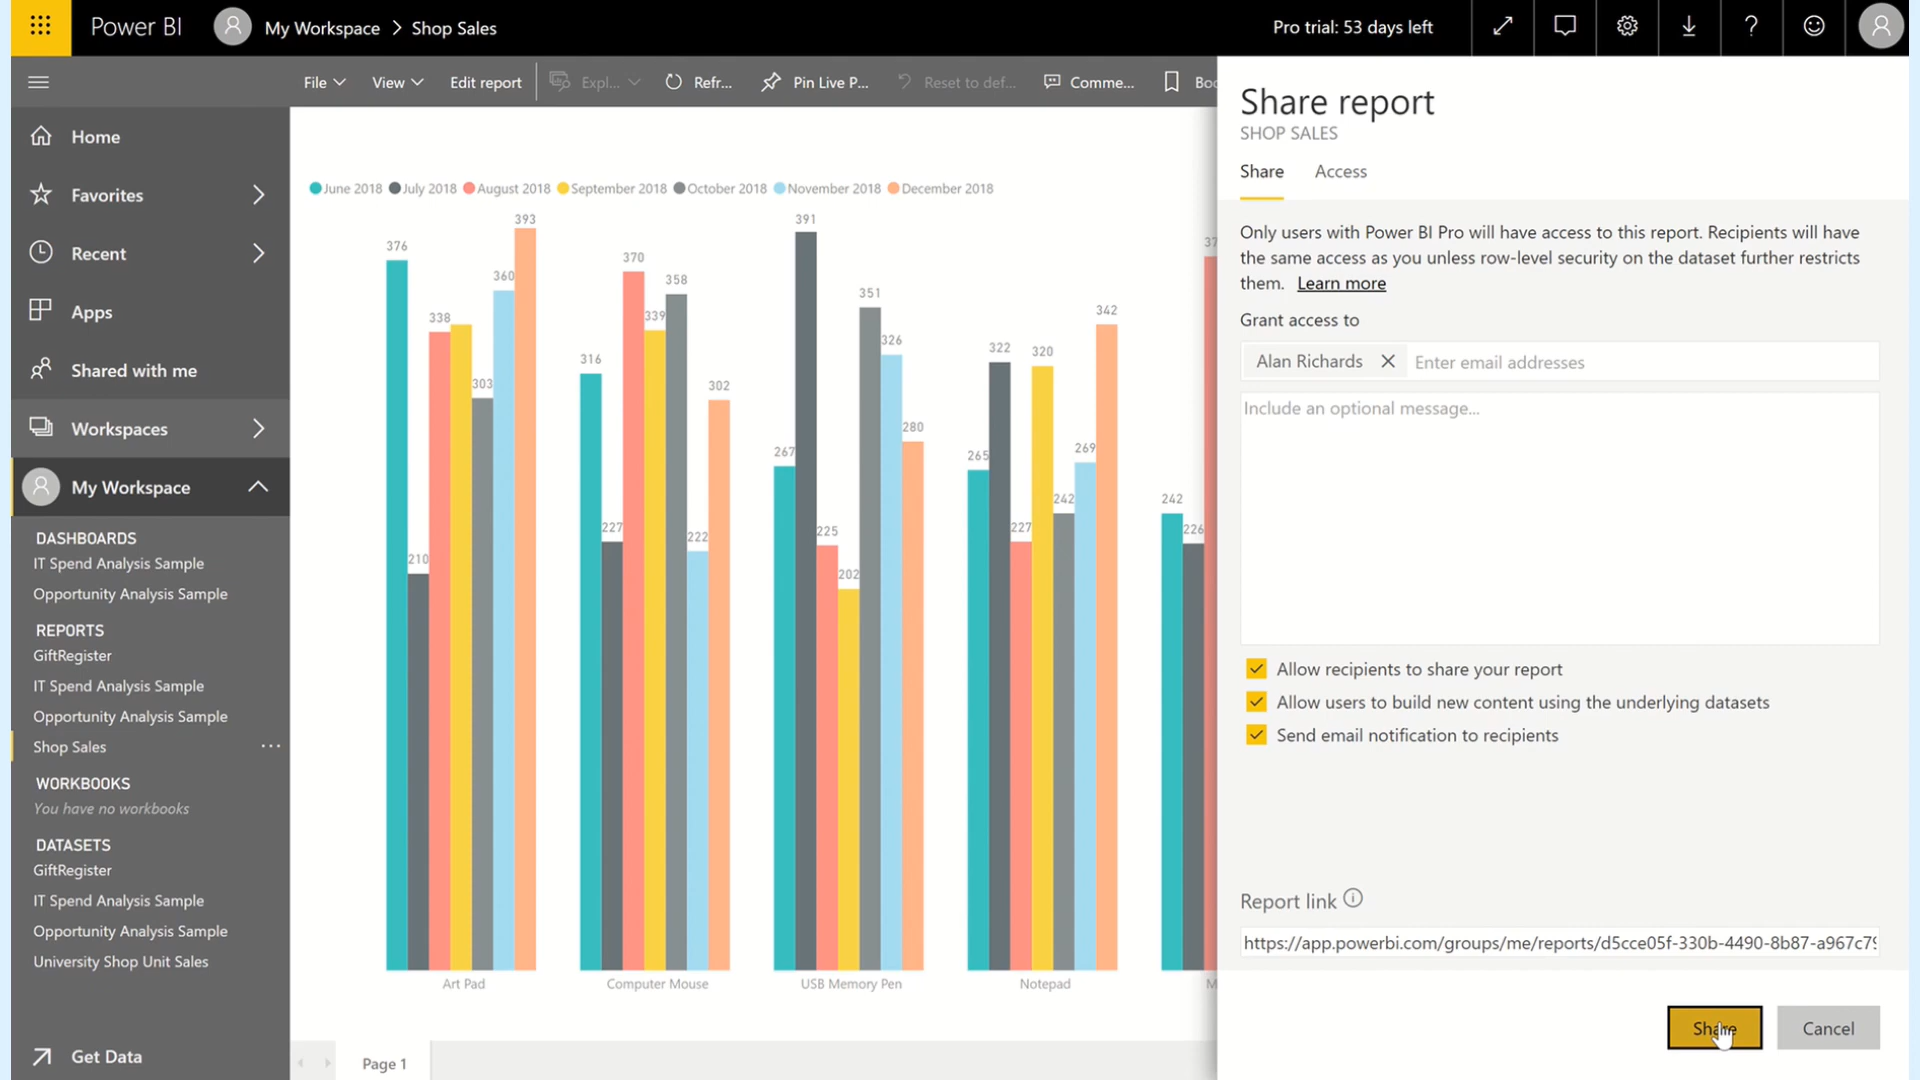 Power BI
My Workspace > Shop Sales
Pro trial: 53 days left
File
View
Edit report
Expl...
Refr...
Pin Live P...
Reset to def...
Comme...
Home
Favorites
Recent
Apps
Shared with me
Workspaces
My Workspace
DASHBOARDS
IT Spend Analysis Sample
Opportunity Analysis Sample
REPORTS
GiftRegister
IT Spend Analysis Sample
Opportunity Analysis Sample
Shop Sales
WORKBOOKS
You have no workbooks
DATASETS
GiftRegister
IT Spend Analysis Sample
Opportunity Analysis Sample
University Shop Unit Sales
Get Data
June 2018 July 2018 August 2018 September 2018 October 2018 November 2018 December 2018
376
210
338
303
360
393
316
227
370
339
358
222
302
267
391
225
202
351
326
280
265
322
227
320
242
269
342
242
226
Art Pad
Computer Mouse
USB Memory Pen
Notepad
Page 1
Share report
SHOP SALES
Share
Access
Only users with Power BI Pro will have access to this report. Recipients will have
the same access as you unless row-level security on the dataset further restricts
them. Learn more
Grant access to
Alan Richards
Enter email addresses
Include an optional message...
Allow recipients to share your report
Allow users to build new content using the underlying datasets
Send email notification to recipients
Report link
https://app.powerbi.com/groups/me/reports/d5cce05f-330b-4490-8b87-a967c79
Share
Cancel